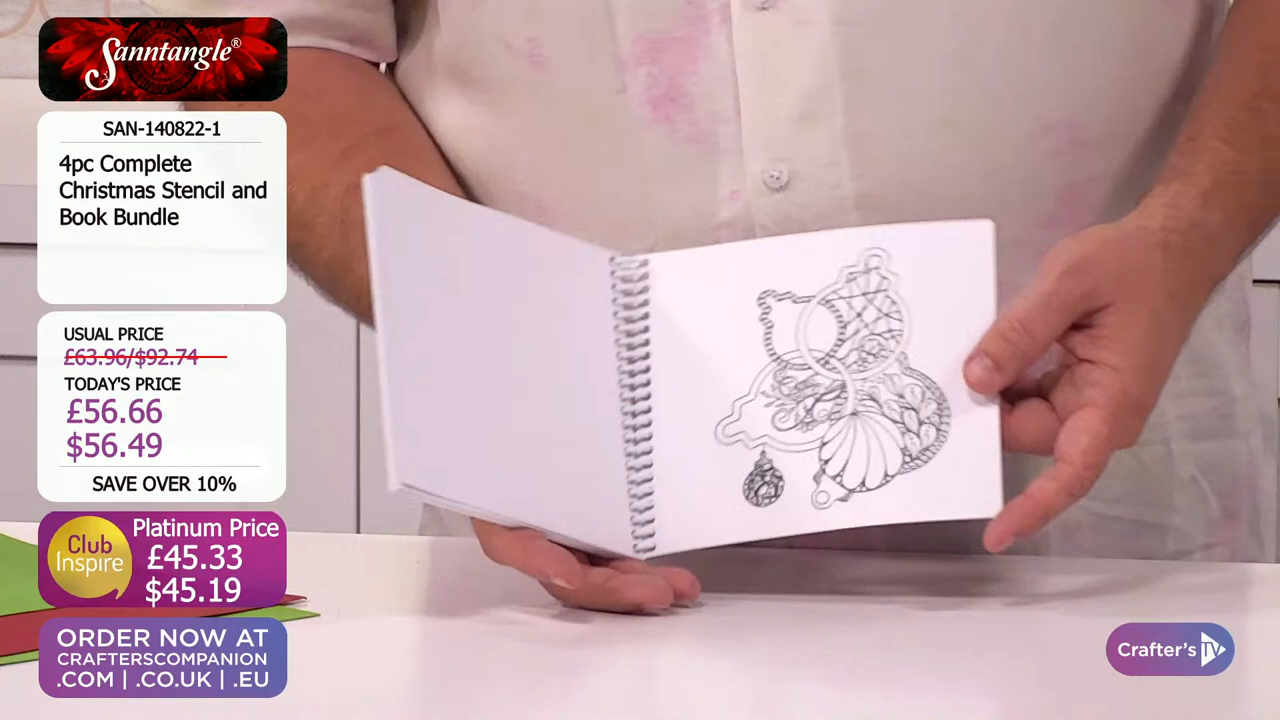 Sanntangle®
SAN-140822-1
4pc Complete
Christmas Stencil and
Book Bundle
USUAL PRICE
£63.96/$92.74
TODAY'S PRICE
£56.66
$56.49
SAVE OVER 10%
Club
Inspire
Platinum Price
£45.33
$45.19
ORDER NOW AT
CRAFTERSCOMPANION
.COM | .CO.UK | .EU
Crafter's TV